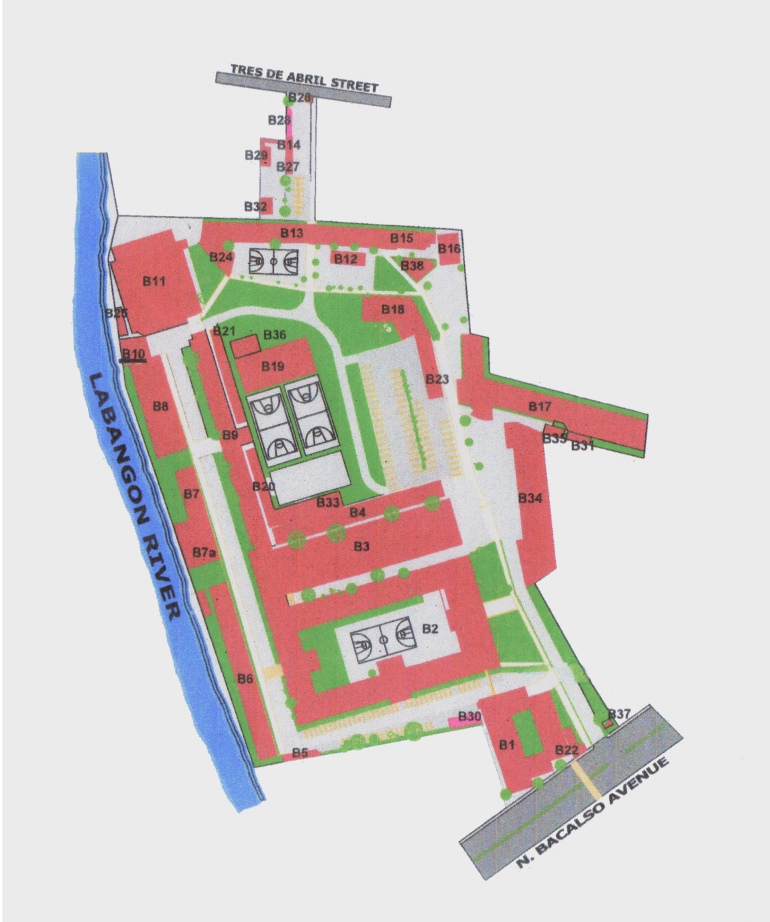 TRES DE ABRIL STREET
B26
B28
B14
B29
B27
B32
B13
B15
B16
B24
B12
B38
B11
B25
B18
B21
B36
B10
B19
B23
B8
B17
B9
B35
B31
B20
B7
B33
B34
B4
B7a
B3
LABANGON RIVER
B2
B6
B30
B37
B1
B22
B5
N. BACALSO AVENUE